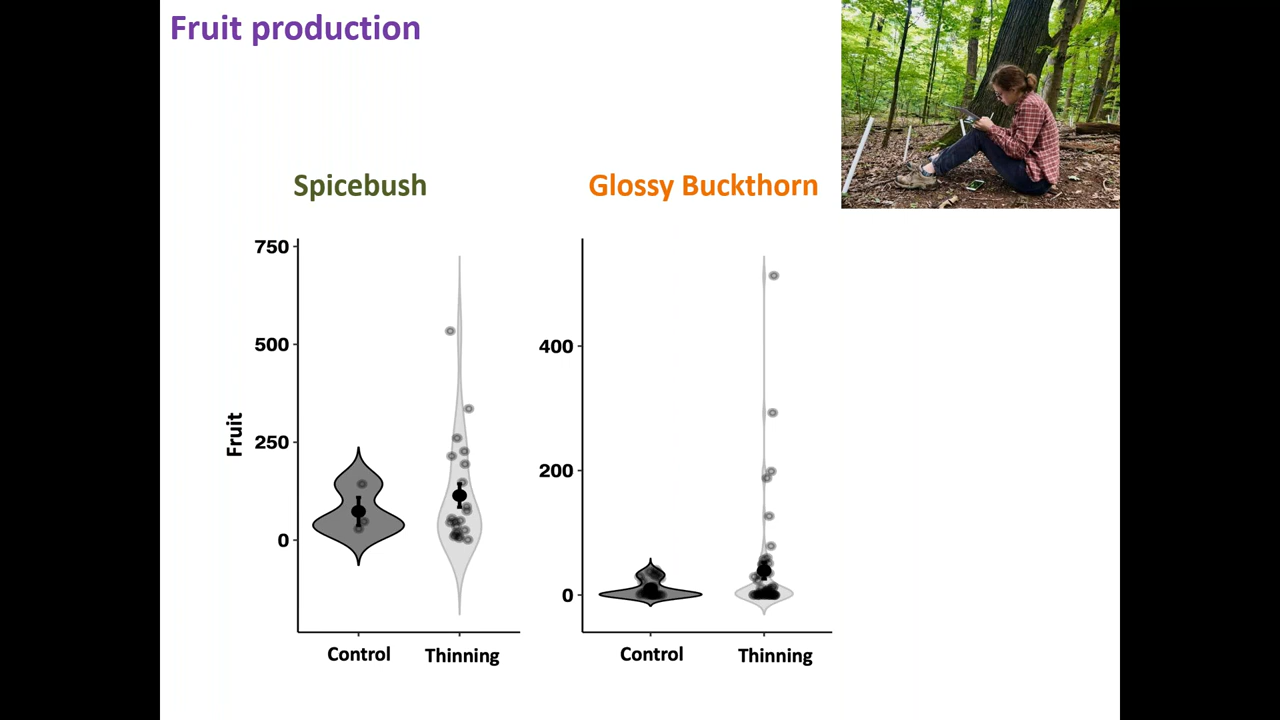 Fruit production
Spicebush
Glossy Buckthorn
750
500
250
0
Fruit
Control
Thinning
400
200
0
Control
Thinning